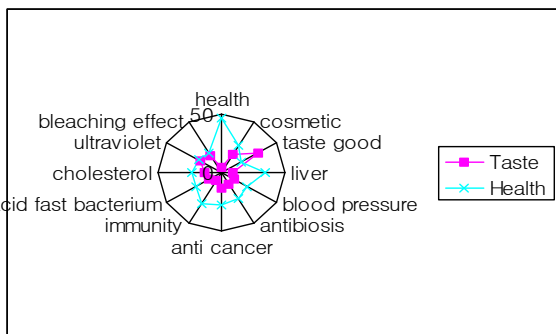 health
50
bleaching effect
cosmetic
ultraviolet
taste good
cholesterol
0
liver
cid fast bacterium
blood pressure
immunity
antibiosis
anti cancer
Taste
Health